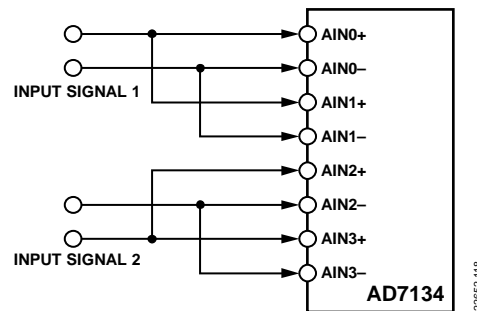 AIN0+
AIN0–
INPUT SIGNAL 1
AIN1+
AIN1–
AIN2+
AIN2–
AIN3+
INPUT SIGNAL 2
AIN3–
AD7134